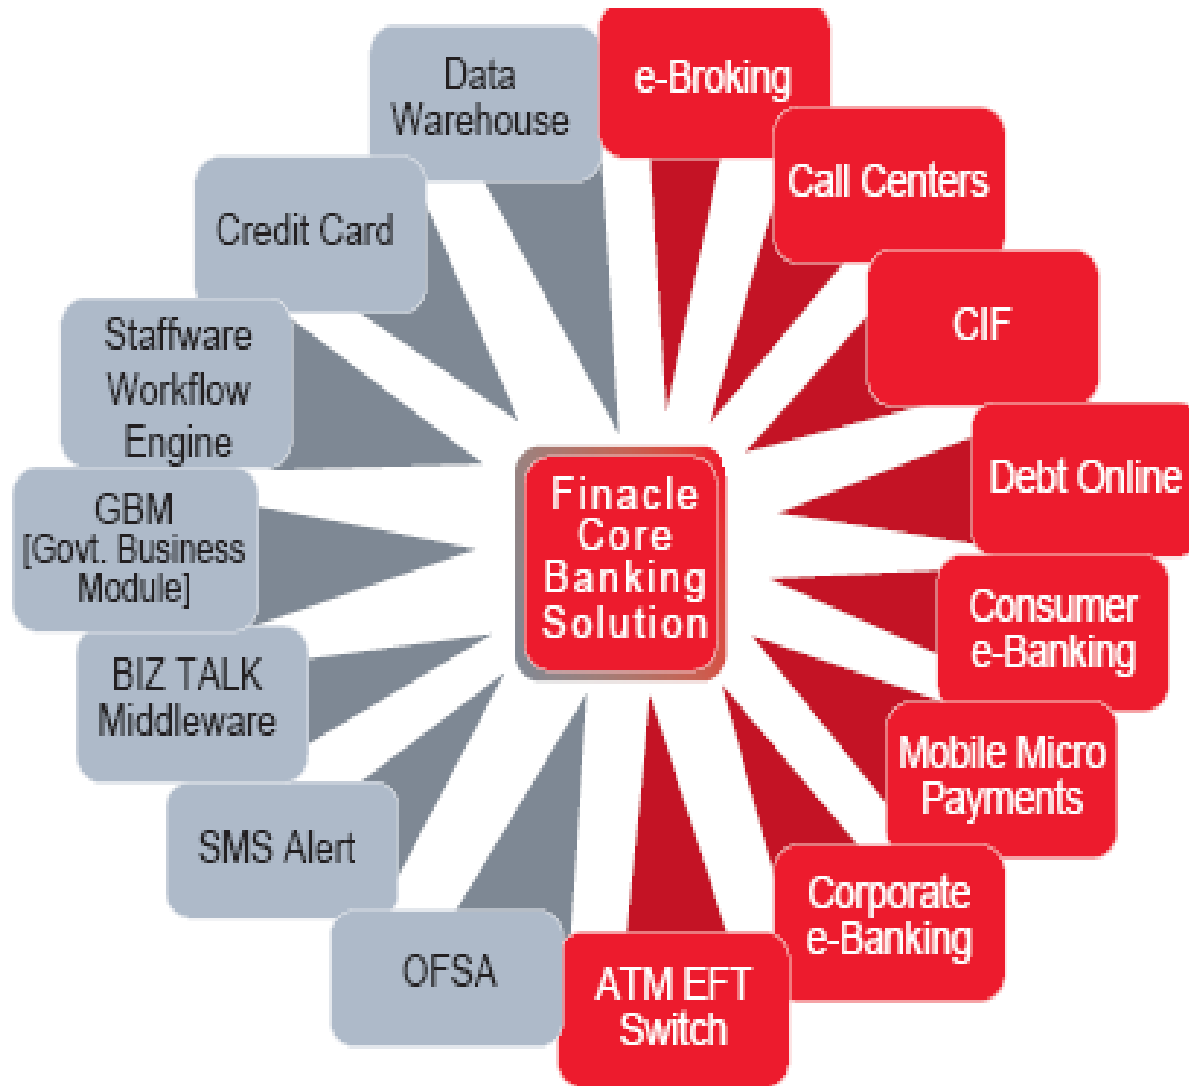 Data
Warehouse
e-Broking
Call Centers
Credit Card
CIF
Staffware
Workflow
Engine
Debt Online
GBM
[Govt. Business
Module]
Finacle
Core
Banking
Solution
Consumer
e-Banking
BIZ TALK
Middleware
Mobile Micro
Payments
SMS Alert
Corporate
e-Banking
OFSA
ATM EFT
Switch